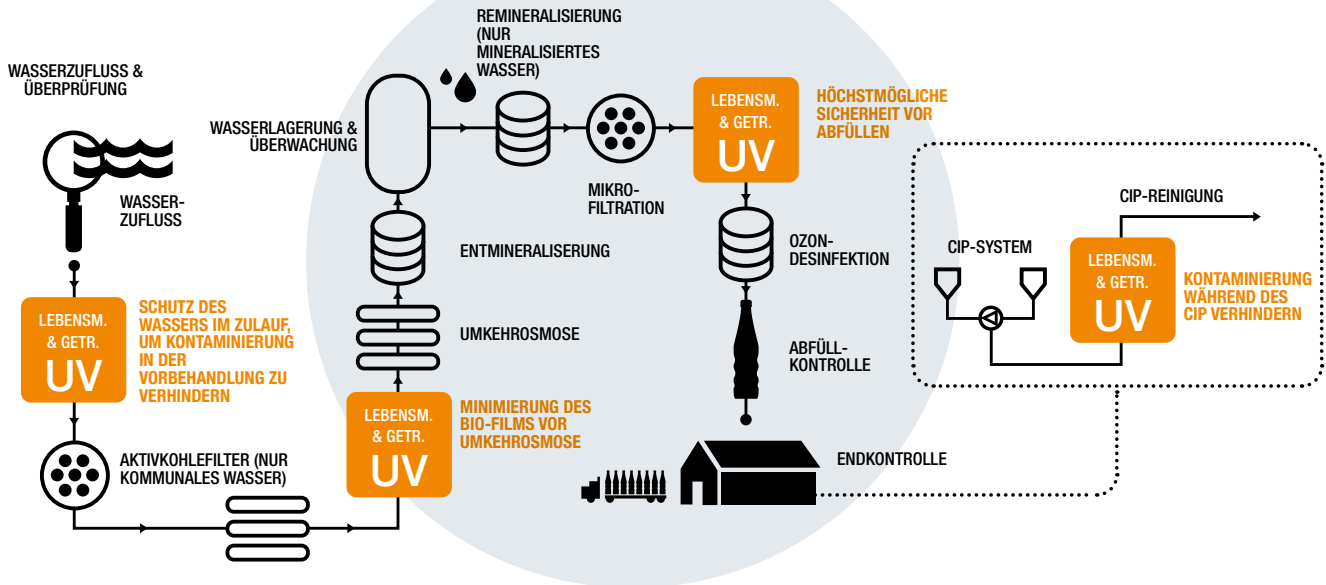 WASSERZUFLUSS &
ÜBERPRÜFUNG
WASSER-
ZUFLUSS
LEBENSM.
& GETR.
UV
SCHUTZ DES
WASSERS IM ZULAUF,
UM KONTAMINIERUNG
IN DER
VORBEHANDLUNG ZU
VERHINDERN
AKTIVKOHLEFILTER (NUR
KOMMUNALES WASSER)
LEBENSM.
& GETR.
UV
MINIMIERUNG DES
BIO-FILMS VOR
UMKEHROSMOSE
UMKEHROSMOSE
ENTMINERALISERUNG
WASSERLAGERUNG &
ÜBERWACHUNG
REMINERALISIERUNG
(NUR
MINERALISIERTES
WASSER)
MIKRO-
FILTRATION
LEBENSM.
& GETR.
UV
HÖCHSTMÖGLICHE
SICHERHEIT VOR
ABFÜLLEN
OZON-
DESINFEKTION
ABFÜLL-
KONTROLLE
ENDKONTROLLE
CIP-REINIGUNG
CIP-SYSTEM
LEBENSM.
& GETR.
UV
KONTAMINIERUNG
WÄHREND DES
CIP VERHINDERN